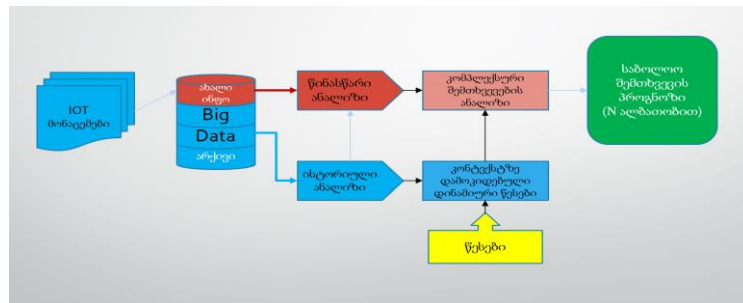 IOT
მონაცემები
ახალი
ინფო
Big
Data
არქივი
წინასწარი
ანალიზი
ისტორიული
ანალიზი
კომპლექსური
შემთხვევების
ანალიზი
კონტექსტზე
დამოკიდებული
დინამიური წესები
წესები
საბოლოო
შემთხვევის
პროგნოზი
(N ალბათობით)